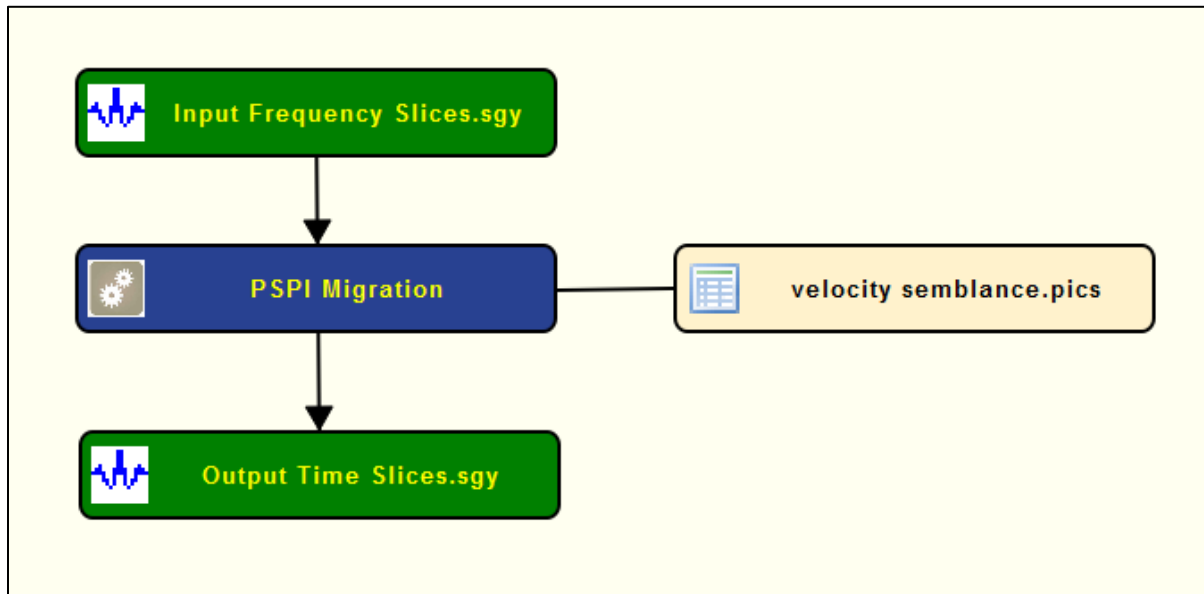 Input Frequency Slices.sgy
PSPI Migration
velocity semblance.pics
Output Time Slices.sgy